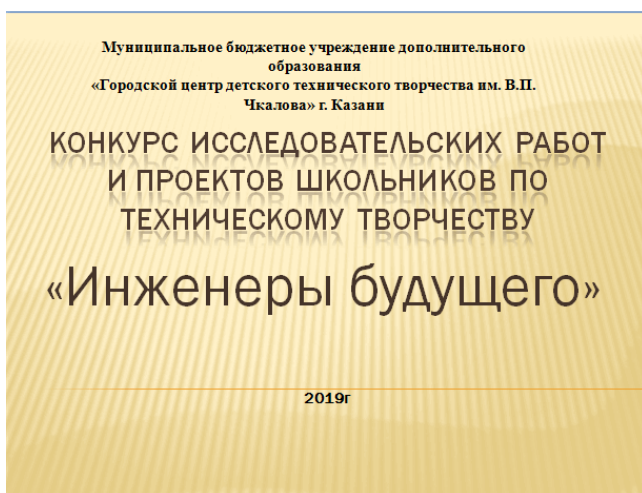 Муниципальное бюджетное учреждение дополнительного
образования
«Городской центр детского технического творчества им. В.П.
Чкалова» г. Казани
КОНКУРС ИССЛЕДОВАТЕЛЬСКИХ РАБОТ
И ПРОЕКТОВ ШКОЛЬНИКОВ ПО
ТЕХНИЧЕСКОМУ ТВОРЧЕСТВУ
«Инженеры будущего»
2019г